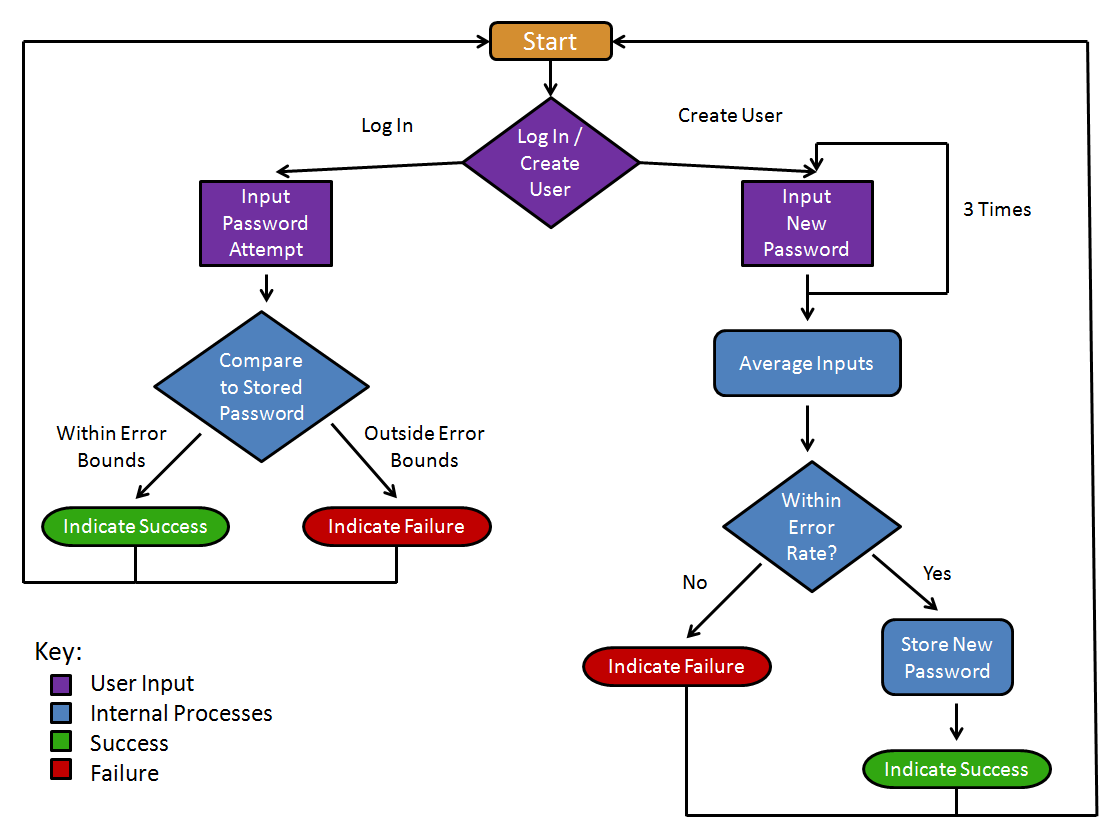 Start
Log In
Create User
Log In /
Create
User
Input
Password
Attempt
Input
New
Password
3 Times
Compare
to Stored
Password
Average Inputs
Within Error
Bounds
Outside Error
Bounds
Indicate Success
Indicate Failure
Within
Error
Rate?
No
Yes
Indicate Failure
Store New
Password
Indicate Success
Key:
User Input
Internal Processes
Success
Failure